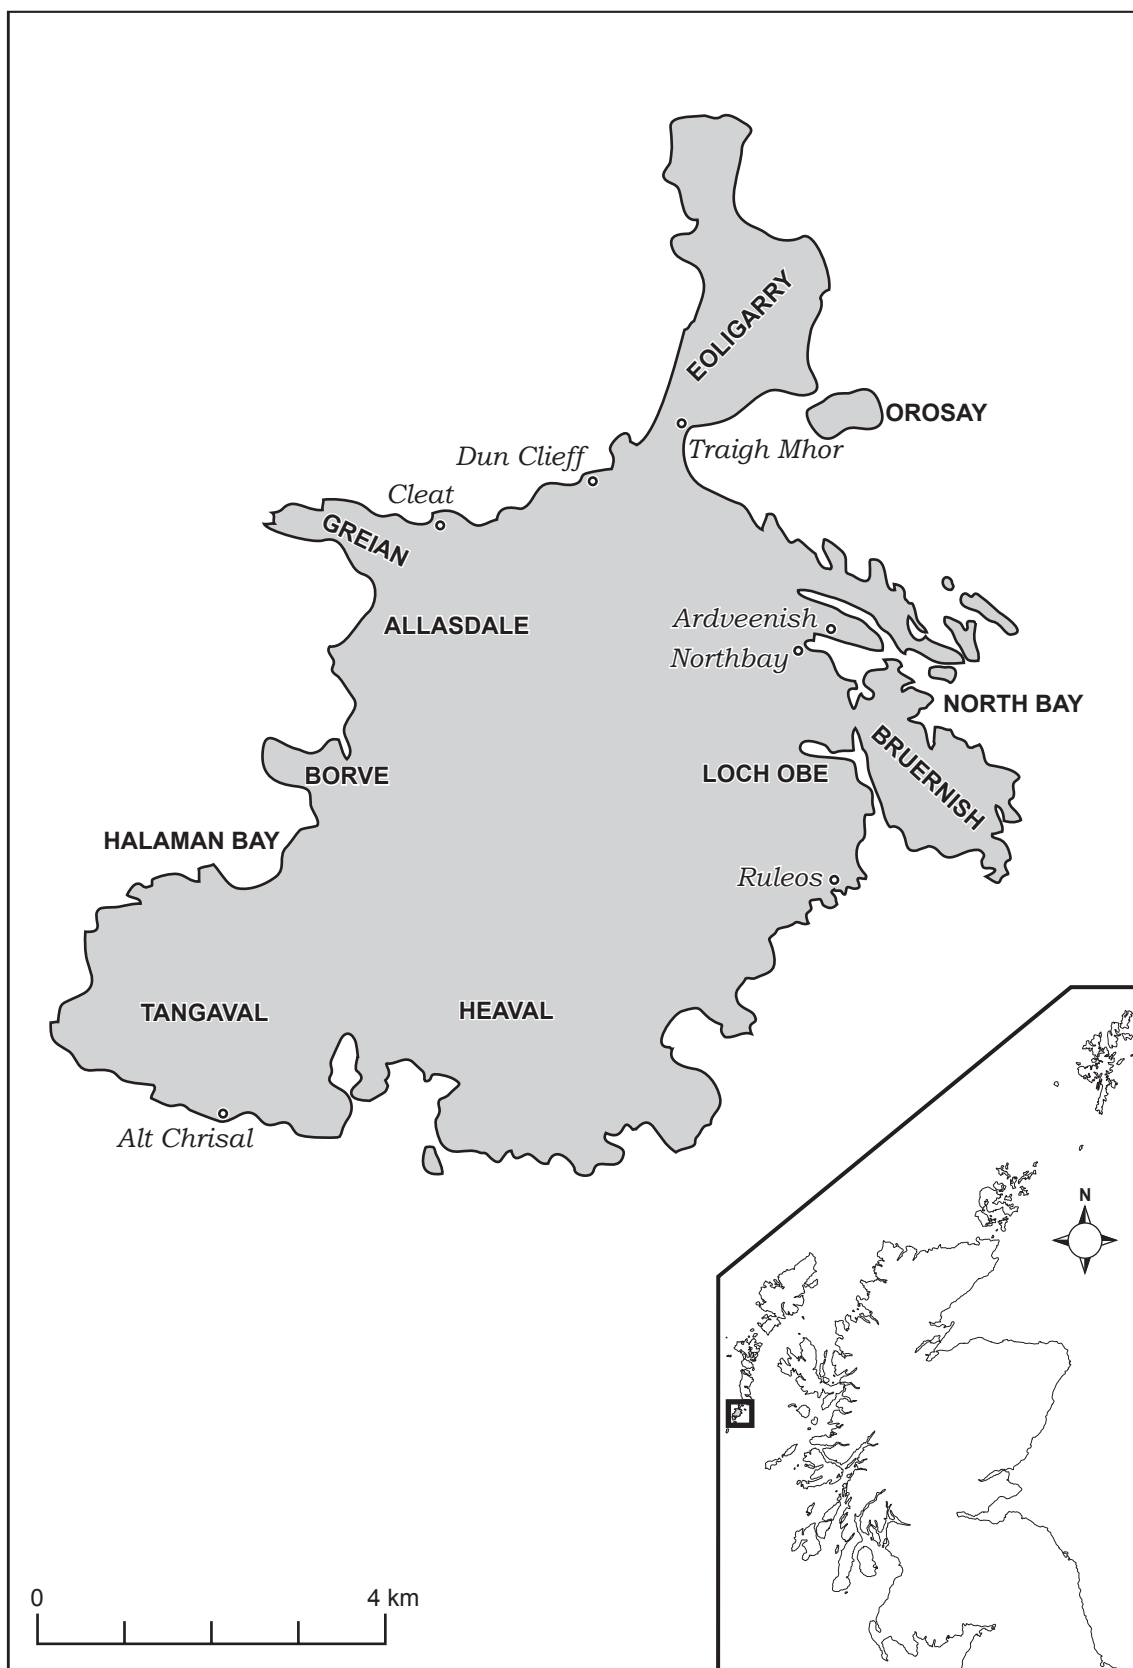 EOLIGARRY
OROSAY
Traigh Mhor
Dun Clieff
Cleat
GREIAN
ALLASDALE
Ardveenish
Northbay
NORTH BAY
BRUERNISH
LOCH OBE
BORVE
HALAMAN BAY
Ruleos
TANGAVAL
HEAVAL
Alt Chrisal
N
0
4 km